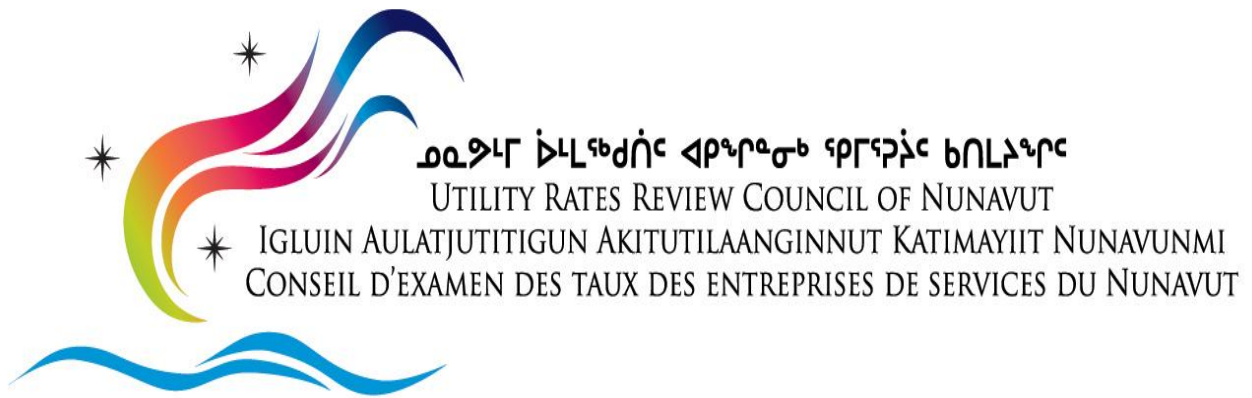 ᓄᓇᕗᒻᒥ ᐆᒻᒪᖅᑯᑏᑦ ᐊᑭᖏᓐᓂᒃ ᕿᒥᕐᕈᔩᑦ ᑲᑎᒪᔨᖏᑦ
UTILITY RATES REVIEW COUNCIL OF NUNAVUT
IGLUIN AULATJUTITIGUN AKITUTILAANGINNUT KATIMAYIIT NUNAVUNMI
CONSEIL D'EXAMEN DES TAUX DES ENTREPRISES DE SERVICES DU NUNAVUT